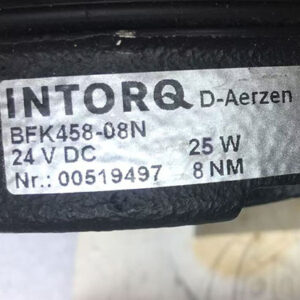 INTORQ D-Aerzen
BFK458-08N
24 V DC 25 W
Nr.: 00519497 8 NM